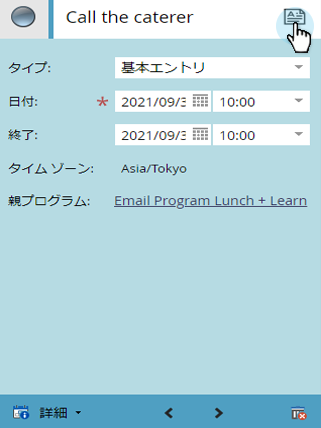 Call the caterer
タイプ: 基本エントリ
日付: * 2021/09/3 10:00
終了: 2021/09/3 10:00
タイム ゾーン: Asia/Tokyo
親プログラム: Email Program Lunch + Learn
詳細